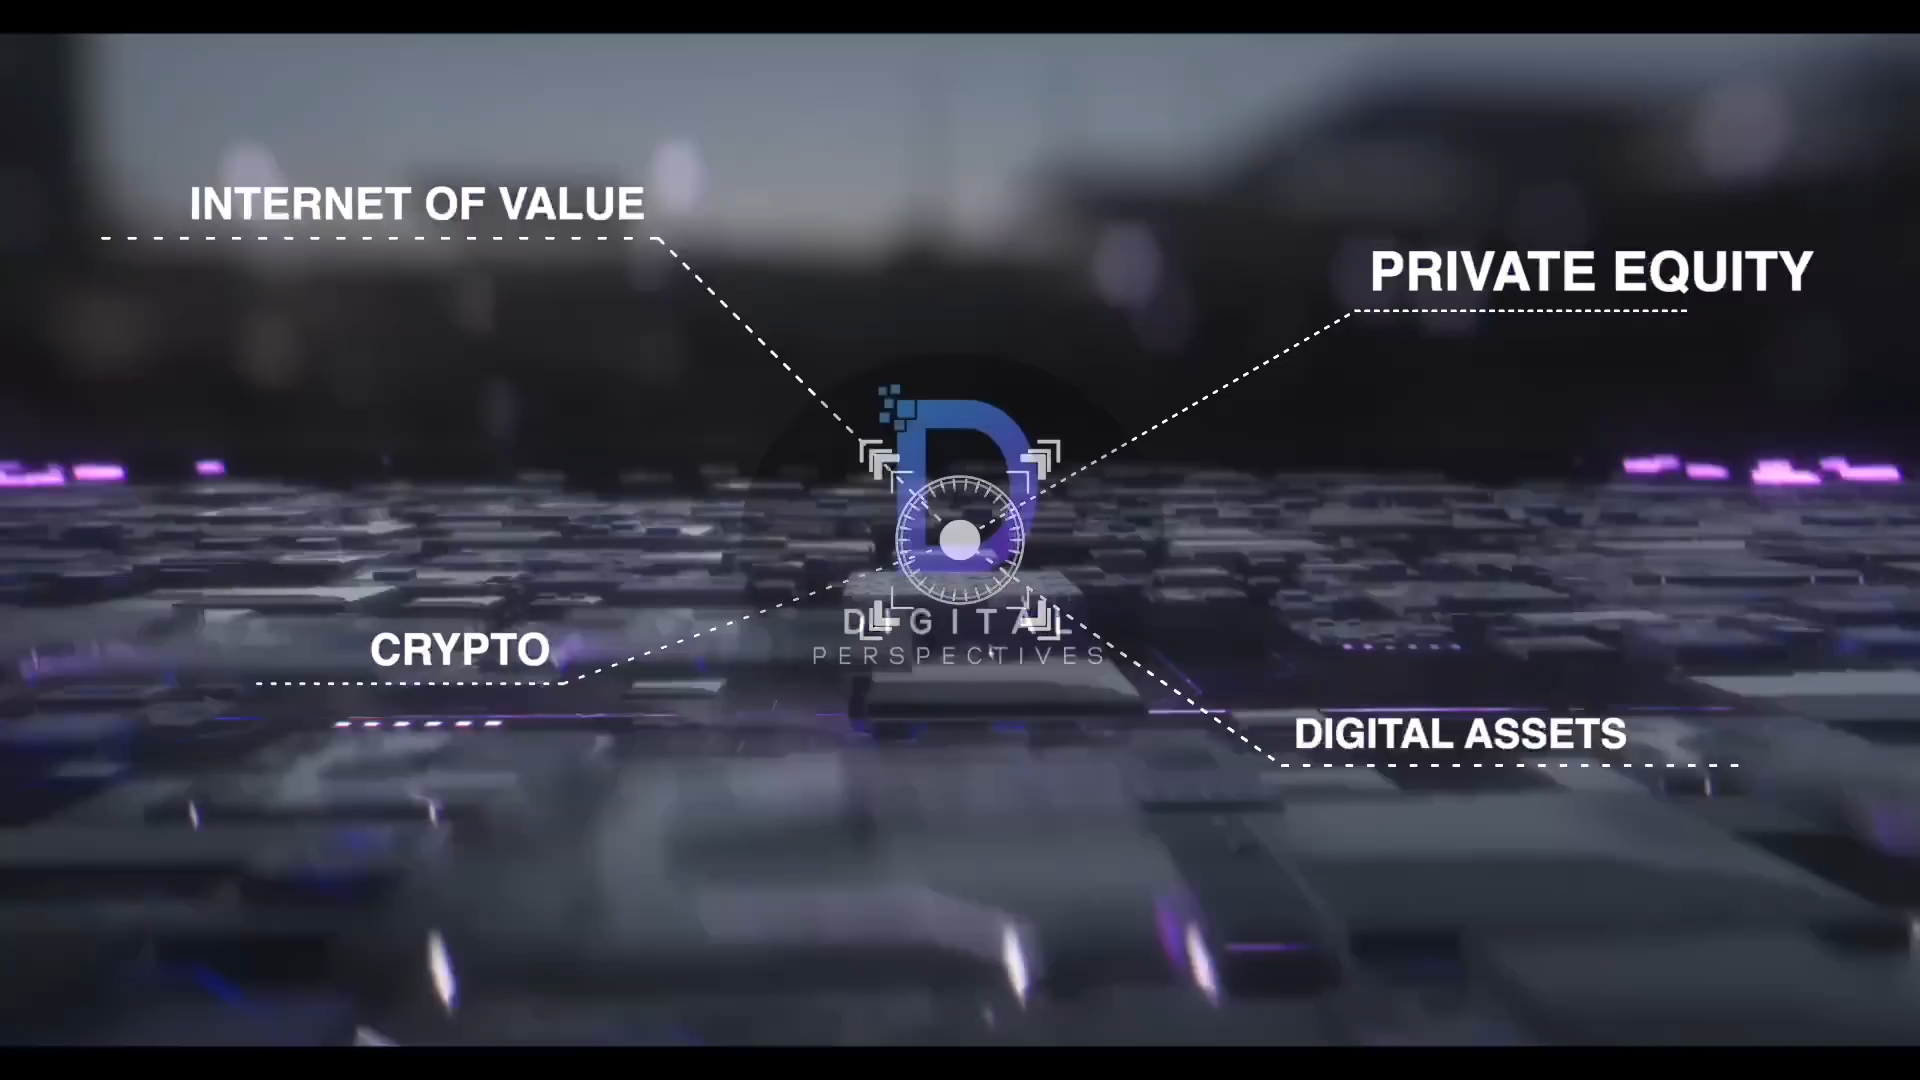 INTERNET OF VALUE
PRIVATE EQUITY
DIGITAL
PERSPECTIVES
CRYPTO
DIGITAL ASSETS